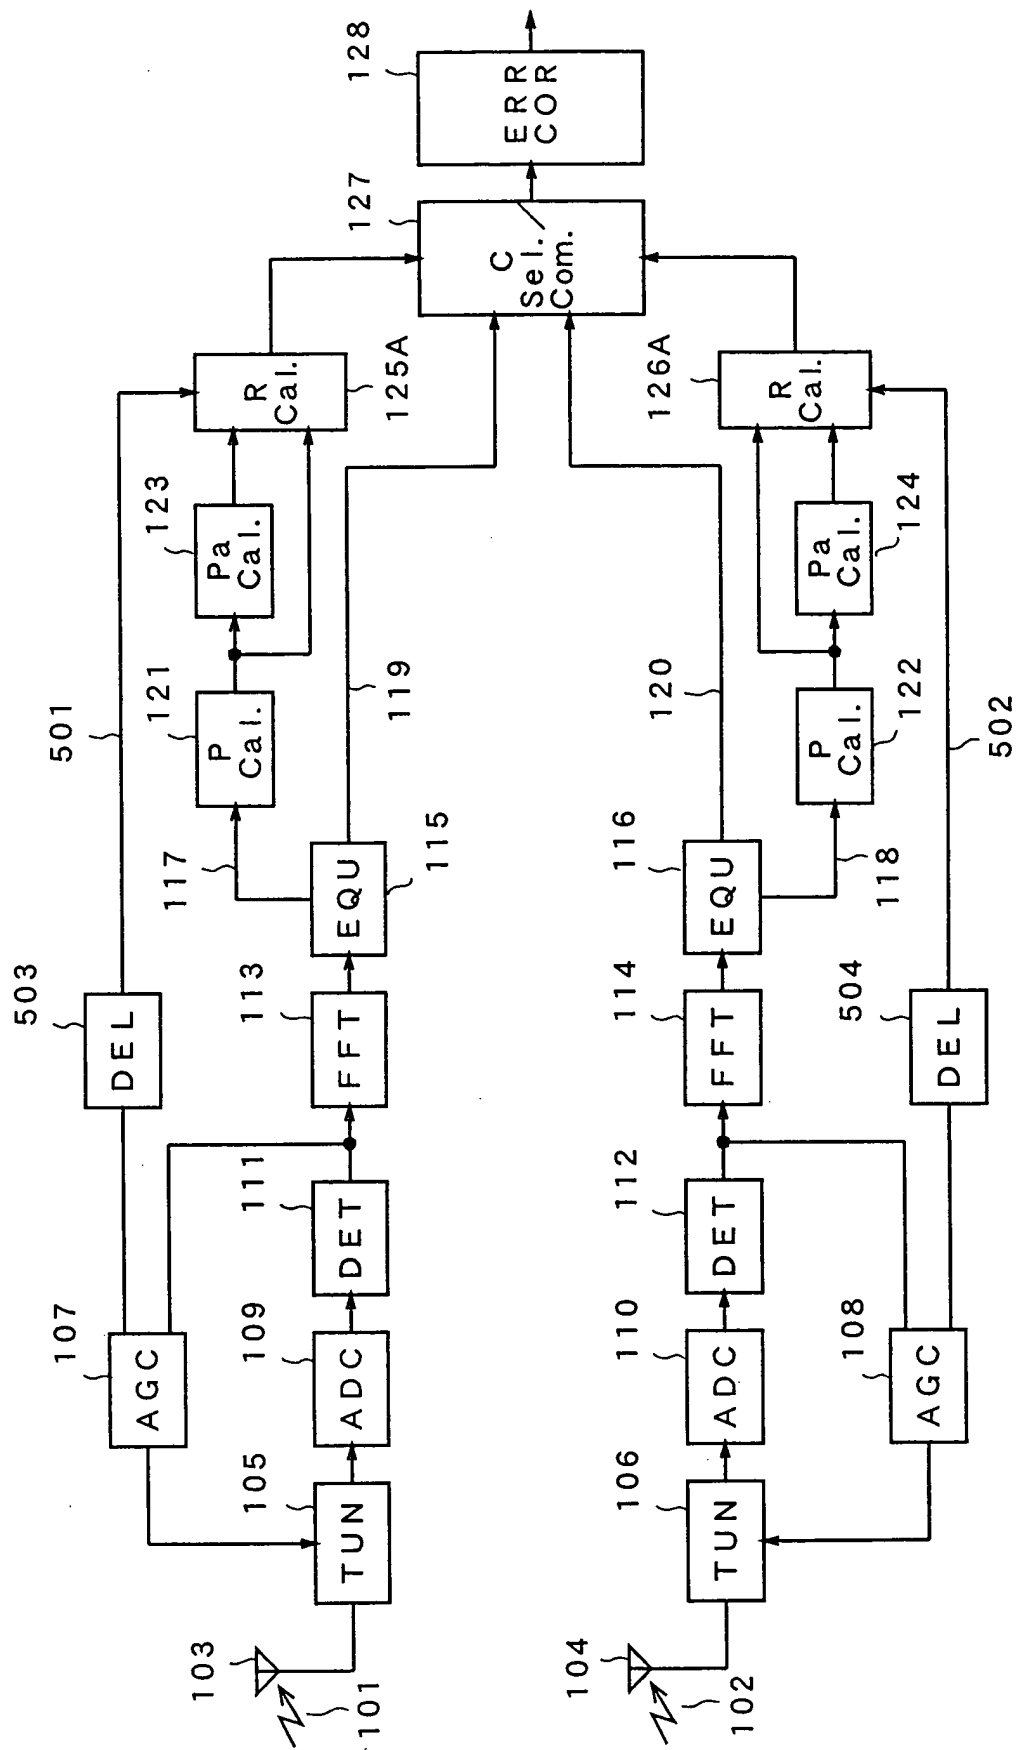 101
103
TUN
105
ADC
109
DET
111
FFT
113
EQU
115
AGC
107
DEL
503
501
117
P
Cal.
121
Pa
Cal.
123
R
Cal.
125A
119
C
Sel.
Com.
127
ERR
COR
128
102
104
TUN
106
ADC
110
DET
112
FFT
114
EQU
116
AGC
108
DEL
504
502
118
P
Cal.
122
Pa
Cal.
124
R
Cal.
126A
120